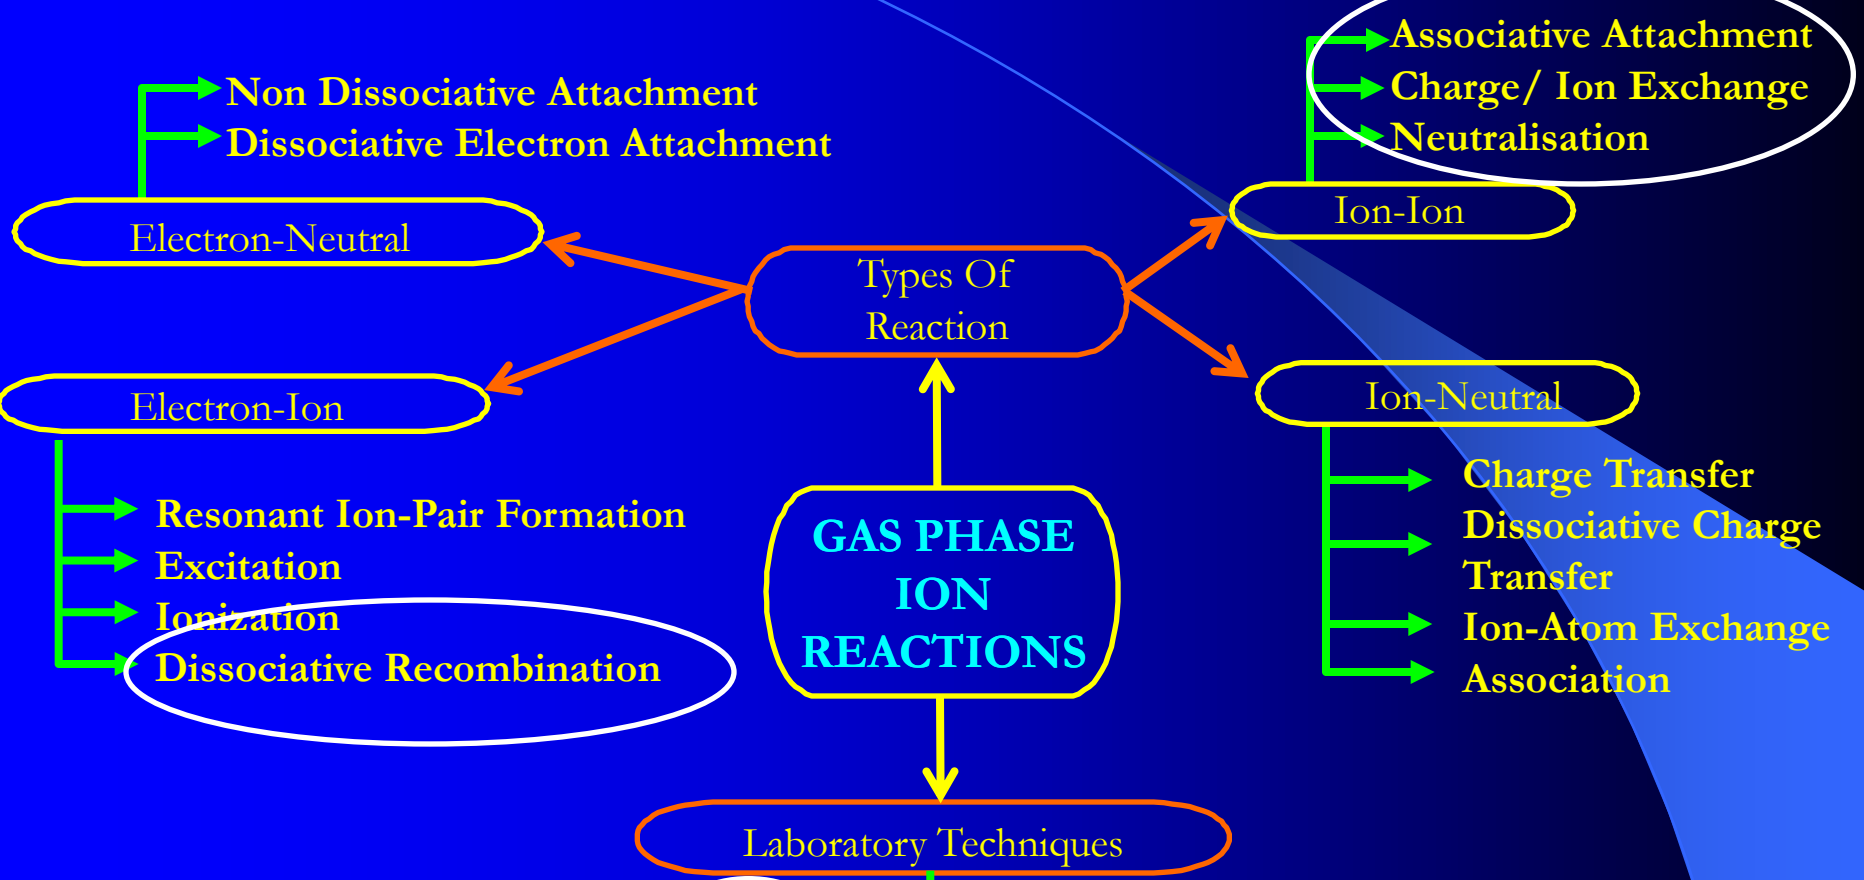 Associative Attachment
Charge/ Ion Exchange
Neutralisation
Non Dissociative Attachment
Dissociative Electron Attachment
Ion-Ion
Electron-Neutral
Types Of
Reaction
Electron-Ion
Ion-Neutral
Resonant Ion-Pair Formation
Excitation
Ionization
Dissociative Recombination
GAS PHASE
ION
REACTIONS
Charge Transfer
Dissociative Charge
Transfer
Ion-Atom Exchange
Association
Laboratory Techniques